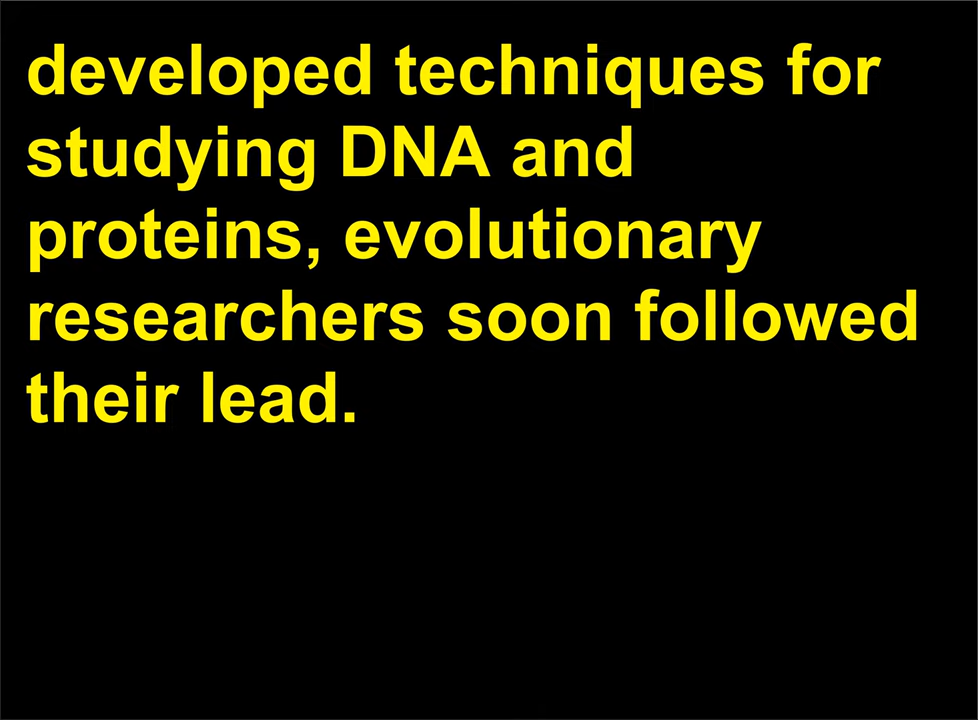 developed techniques for
studying DNA and
proteins, evolutionary
researchers soon followed
their lead.